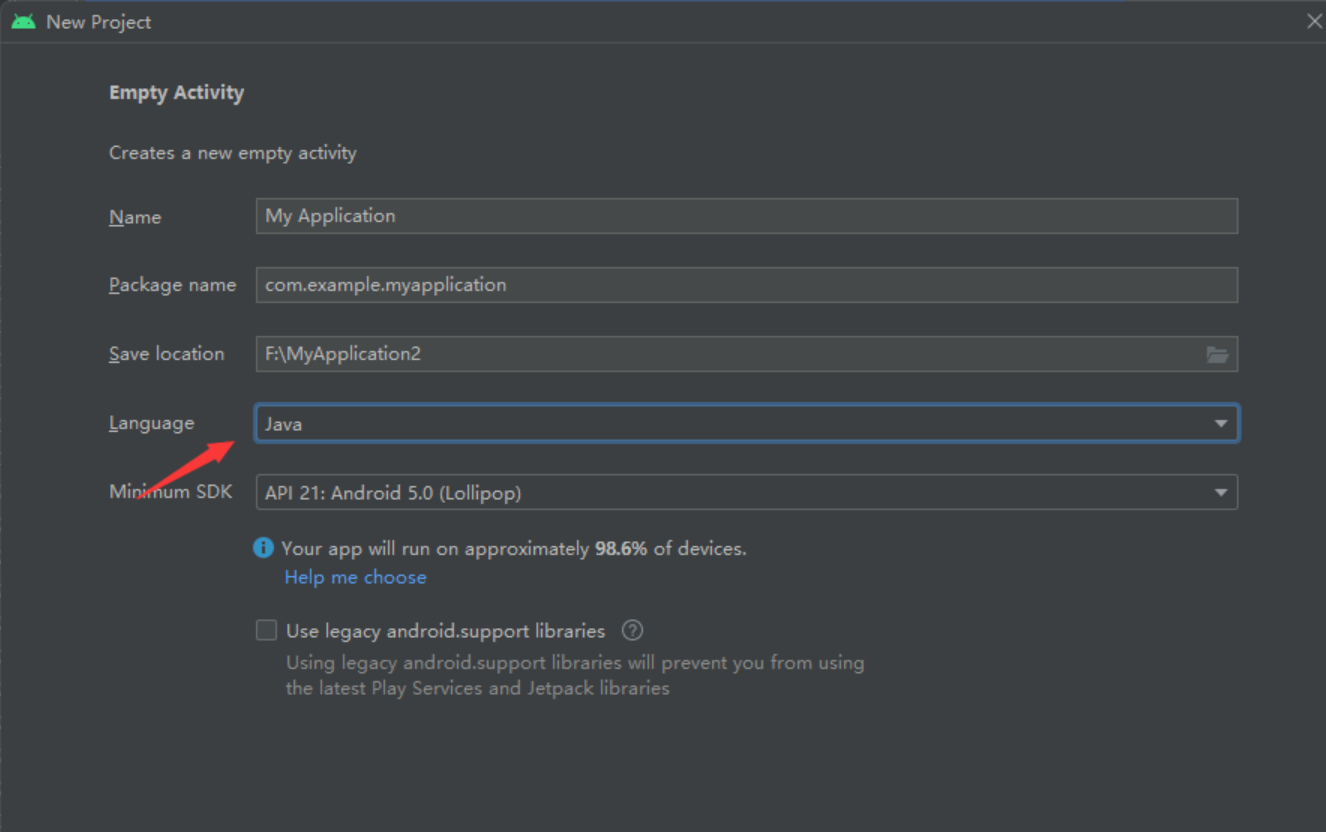 New Project
Empty Activity
Creates a new empty activity
Name
My Application
Package name
com.example.myapplication
Save location
F:\MyApplication2
Language
Java
Minimum SDK
API 21: Android 5.0 (Lollipop)
Your app will run on approximately 98.6% of devices.
Help me choose
Use legacy android.support libraries
Using legacy android.support libraries will prevent you from using
the latest Play Services and Jetpack libraries